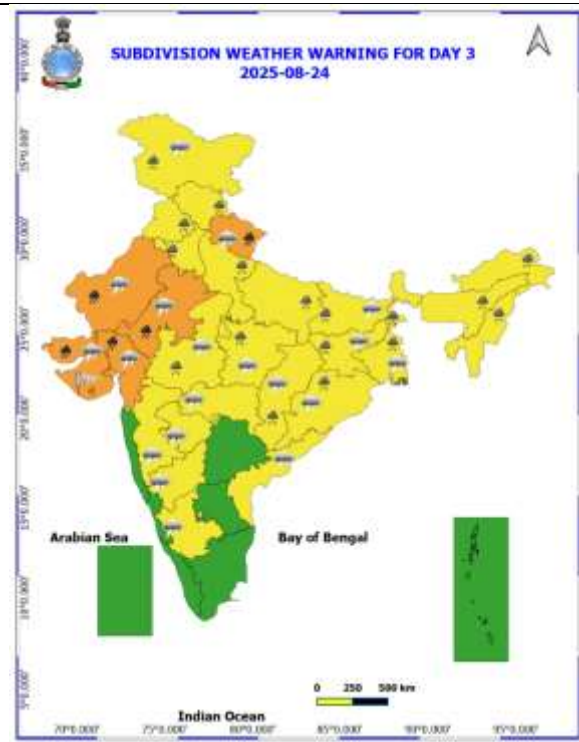 SUBDIVISION WEATHER WARNING FOR DAY 3
2025-08-24
Arabian Sea
Bay of Bengal
0 250 500 km
Indian Ocean
70°0.000' 75°0.000' 80°0.000' 85°0.000' 90°0.000' 95°0.000'